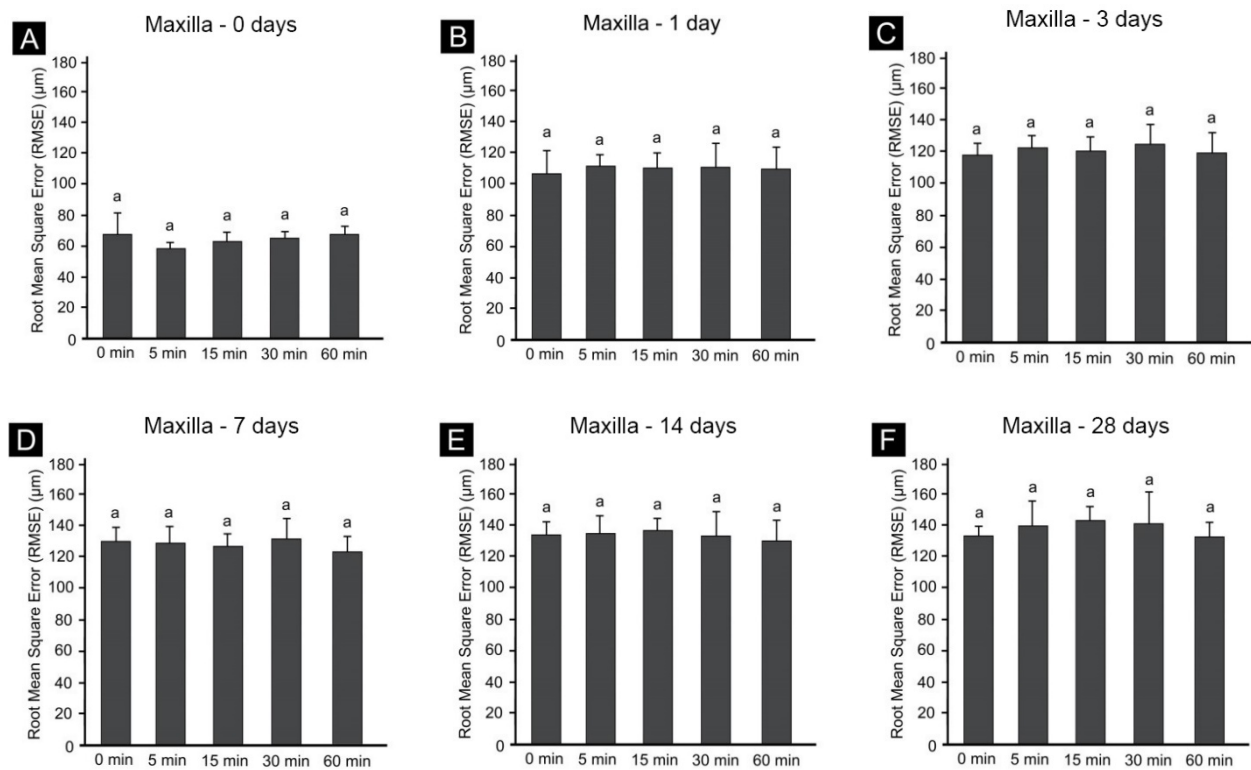 A
Maxilla - 0 days
Root Mean Square Error (RMSE) (µm)
180
160
140
120
100
80
60
40
20
0
a
a
a
a
a
0 min
5 min
15 min
30 min
60 min
B
Maxilla - 1 day
Root Mean Square Error (RMSE) (µm)
180
160
140
120
100
80
60
40
20
0
a
a
a
a
a
0 min
5 min
15 min
30 min
60 min
C
Maxilla - 3 days
Root Mean Square Error (RMSE) (µm)
180
160
140
120
100
80
60
40
20
0
a
a
a
a
a
0 min
5 min
15 min
30 min
60 min
D
Maxilla - 7 days
Root Mean Square Error (RMSE) (µm)
180
160
140
120
100
80
60
40
20
0
a
a
a
a
a
0 min
5 min
15 min
30 min
60 min
E
Maxilla - 14 days
Root Mean Square Error (RMSE) (µm)
180
160
140
120
100
80
60
40
20
0
a
a
a
a
a
0 min
5 min
15 min
30 min
60 min
F
Maxilla - 28 days
Root Mean Square Error (RMSE) (µm)
180
160
140
120
100
80
60
40
20
0
a
a
a
a
a
0 min
5 min
15 min
30 min
60 min